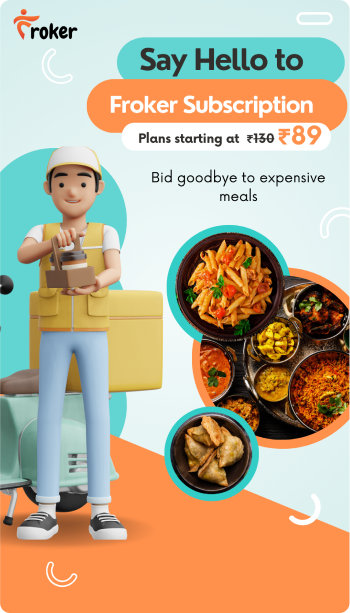 Froker
Say Hello to
Froker Subscription
Plans starting at ₹130 ₹89
Bid goodbye to expensive
meals